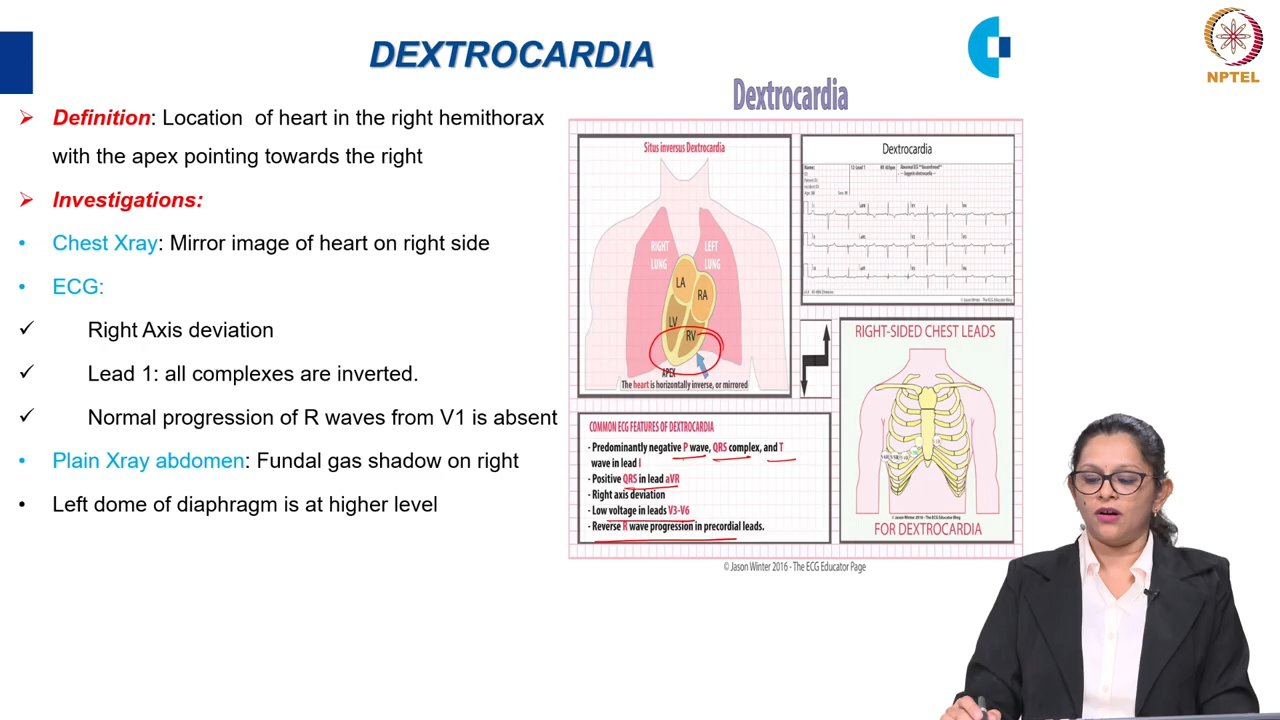 DEXTROCARDIA
NPTEL
➢ Definition: Location of heart in the right hemithorax
with the apex pointing towards the right
➢ Investigations:
• Chest Xray: Mirror image of heart on right side
• ECG:
✓ Right Axis deviation
✓ Lead 1: all complexes are inverted.
✓ Normal progression of R waves from V1 is absent
• Plain Xray abdomen: Fundal gas shadow on right
• Left dome of diaphragm is at higher level
Dextrocardia
Situs inversus Dextrocardia
RIGHT
LUNG
LEFT
LUNG
LA
RA
LV
RV
APEX
The heart is horizontally inverse, or mirrored
Dextrocardia
RIGHT-SIDED CHEST LEADS
FOR DEXTROCARDIA
COMMON ECG FEATURES OF DEXTROCARDIA
- Predominantly negative P wave, QRS complex, and T
wave in lead I
- Positive QRS in lead aVR
- Right axis deviation
- Low voltage in leads V3-V6
- Reverse R wave progression in precordial leads.
© Jason Winter 2016 - The ECG Educator Page